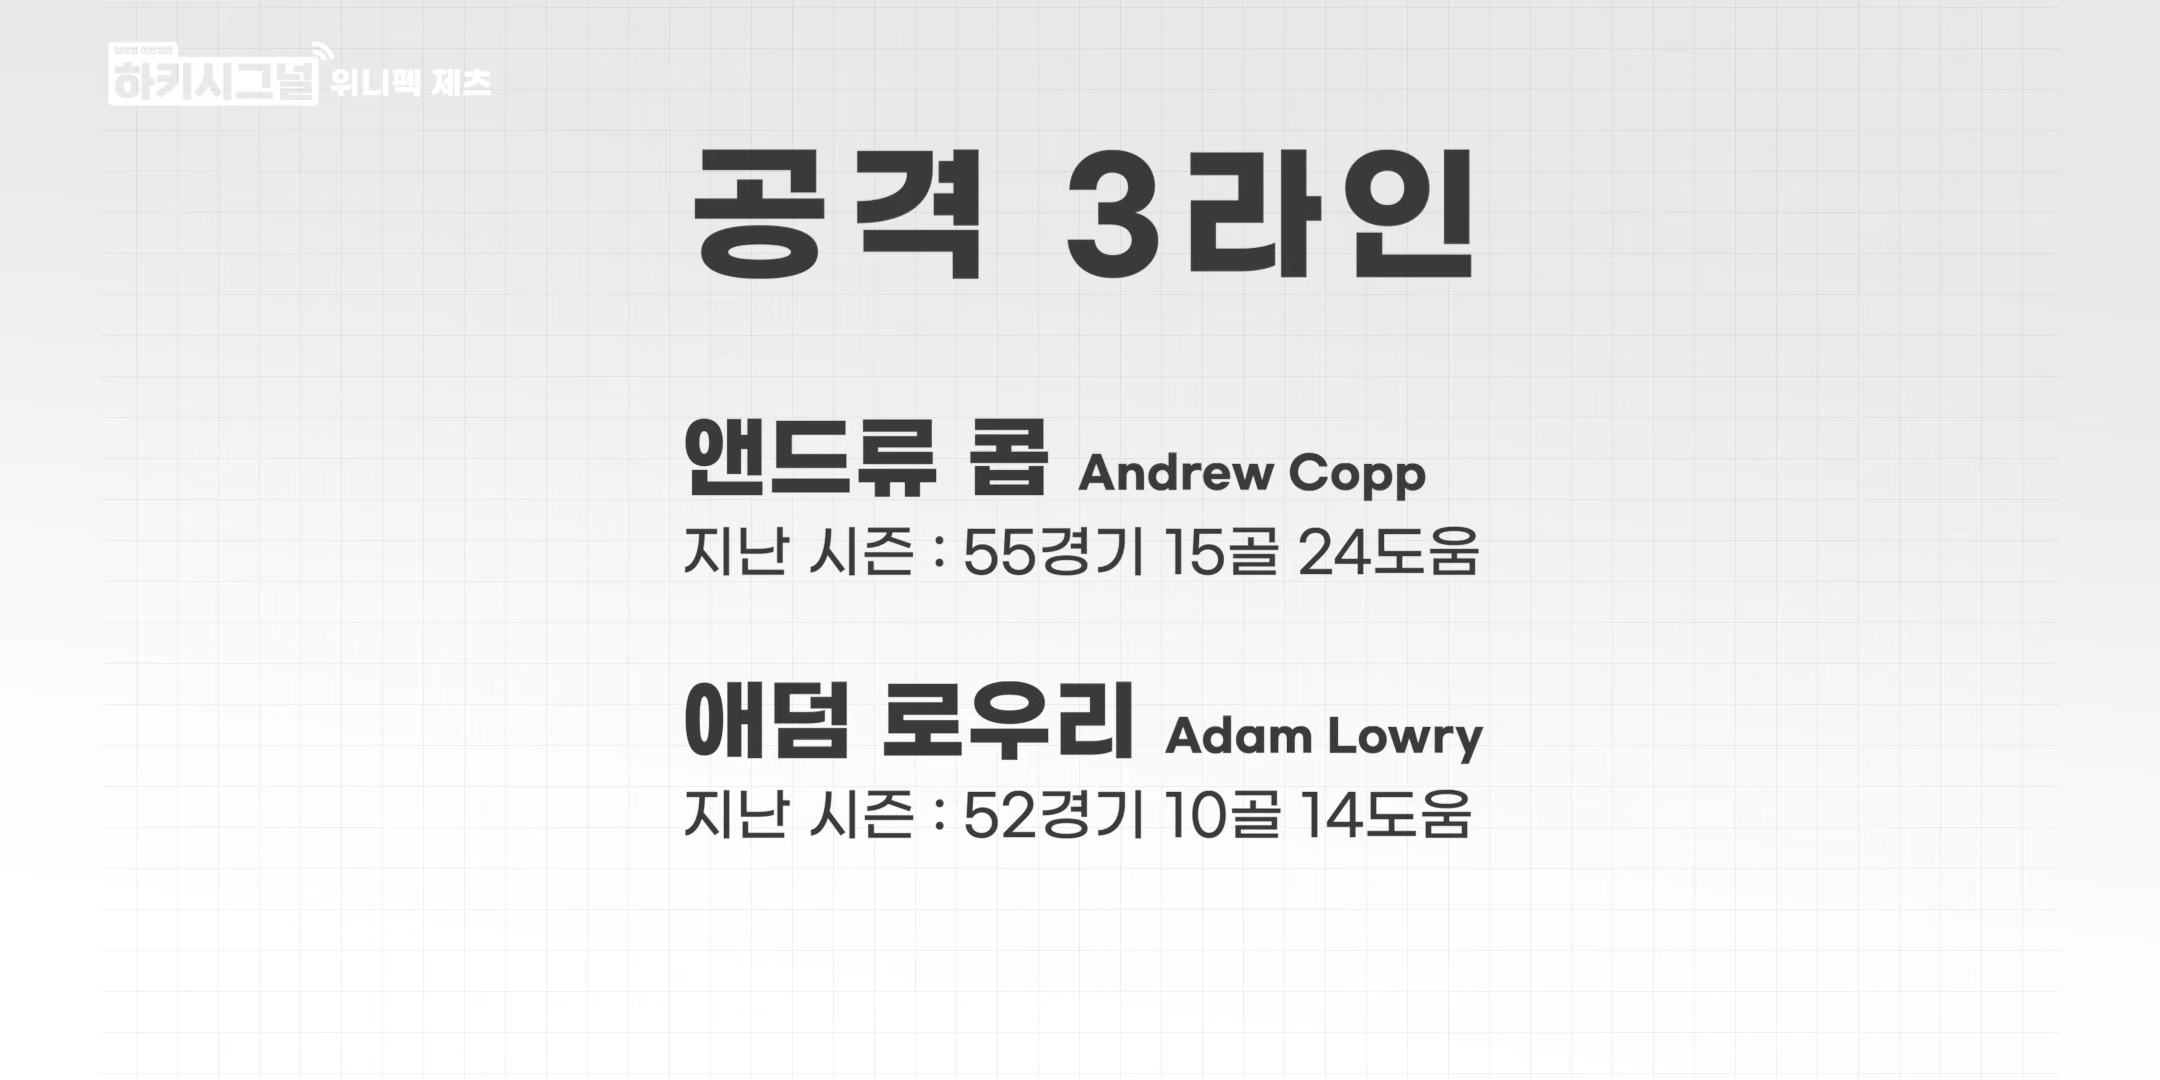 하키시그널 위니펙 제츠
공격 3라인
앤드류 콥 Andrew Copp
지난 시즌 : 55경기 15골 24도움
애덤 로우리 Adam Lowry
지난 시즌 : 52경기 10골 14도움